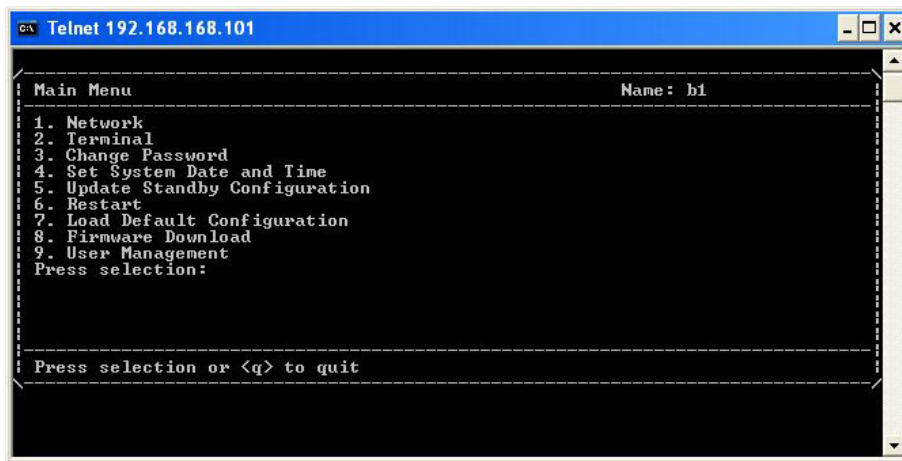 Telnet 192.168.168.101
Main Menu Name: b1
1. Network
2. Terminal
3. Change Password
4. Set System Date and Time
5. Update Standby Configuration
6. Restart
7. Load Default Configuration
8. Firmware Download
9. User Management
Press selection:
Press selection or <q> to quit